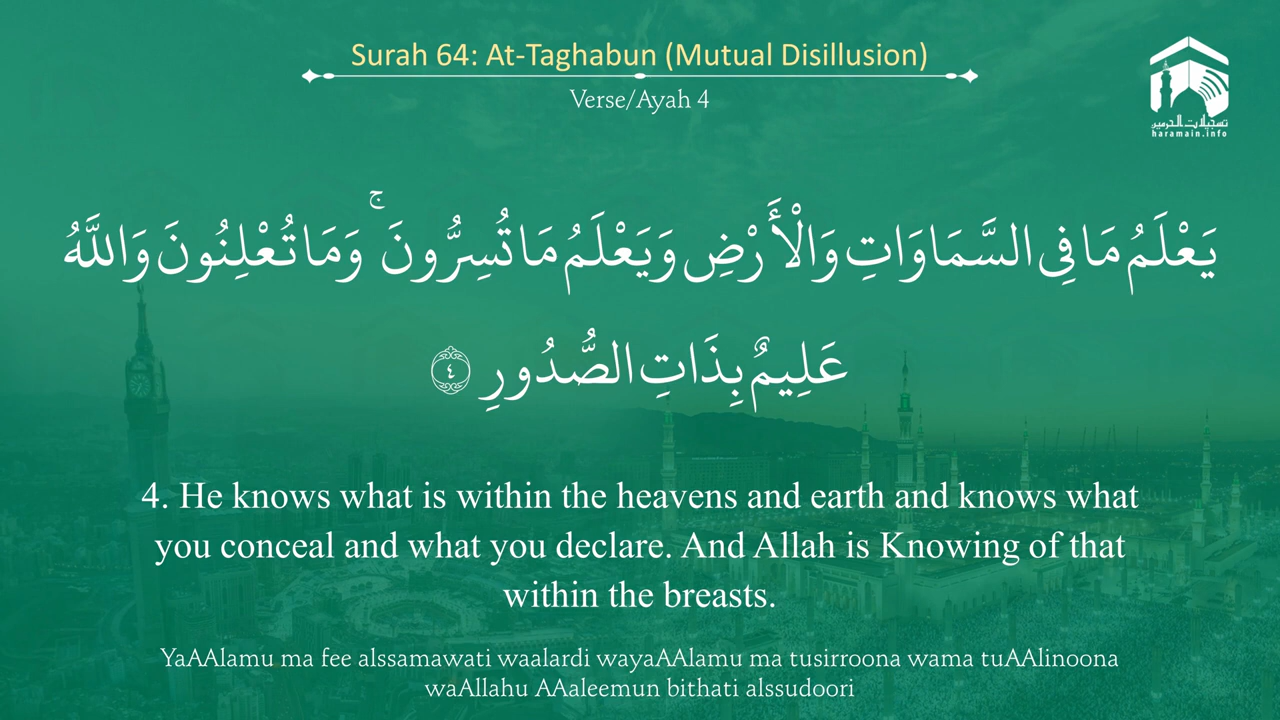 Surah 64: At-Taghabun (Mutual Disillusion)
Verse/Ayah 4
تسجيلات الحرمين
haramain.info
يَعْلَمُ مَا فِي السَّمَاوَاتِ وَالْأَرْضِ وَيَعْلَمُ مَا تُسِرُّونَ ۚ وَمَا تُعْلِنُونَ وَاللَّهُ
عَلِيمٌ بِذَاتِ الصُّدُورِ ٤
4. He knows what is within the heavens and earth and knows what
you conceal and what you declare. And Allah is Knowing of that
within the breasts.
YaAAlamu ma fee alssamawati waalardi wayaAAlamu ma tusirroona wama tuAAlinoona
waAllahu AAaleemun bithati alssudoori